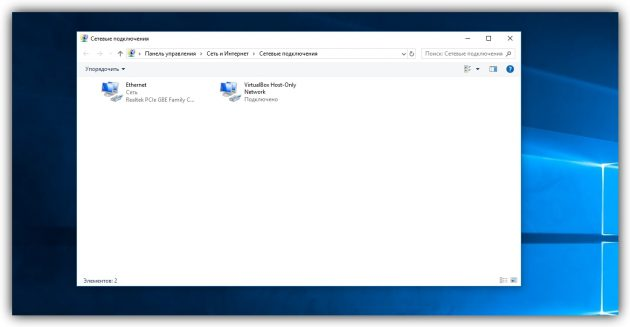 Сетевые подключения
Панель управления > Сеть и Интернет > Сетевые подключения
Поиск: Сетевые подключения
Упорядочить
Ethernet
Сеть
Realtek PCIe GBE Family C...
VirtualBox Host-Only
Network
Подключено
Элементов: 2